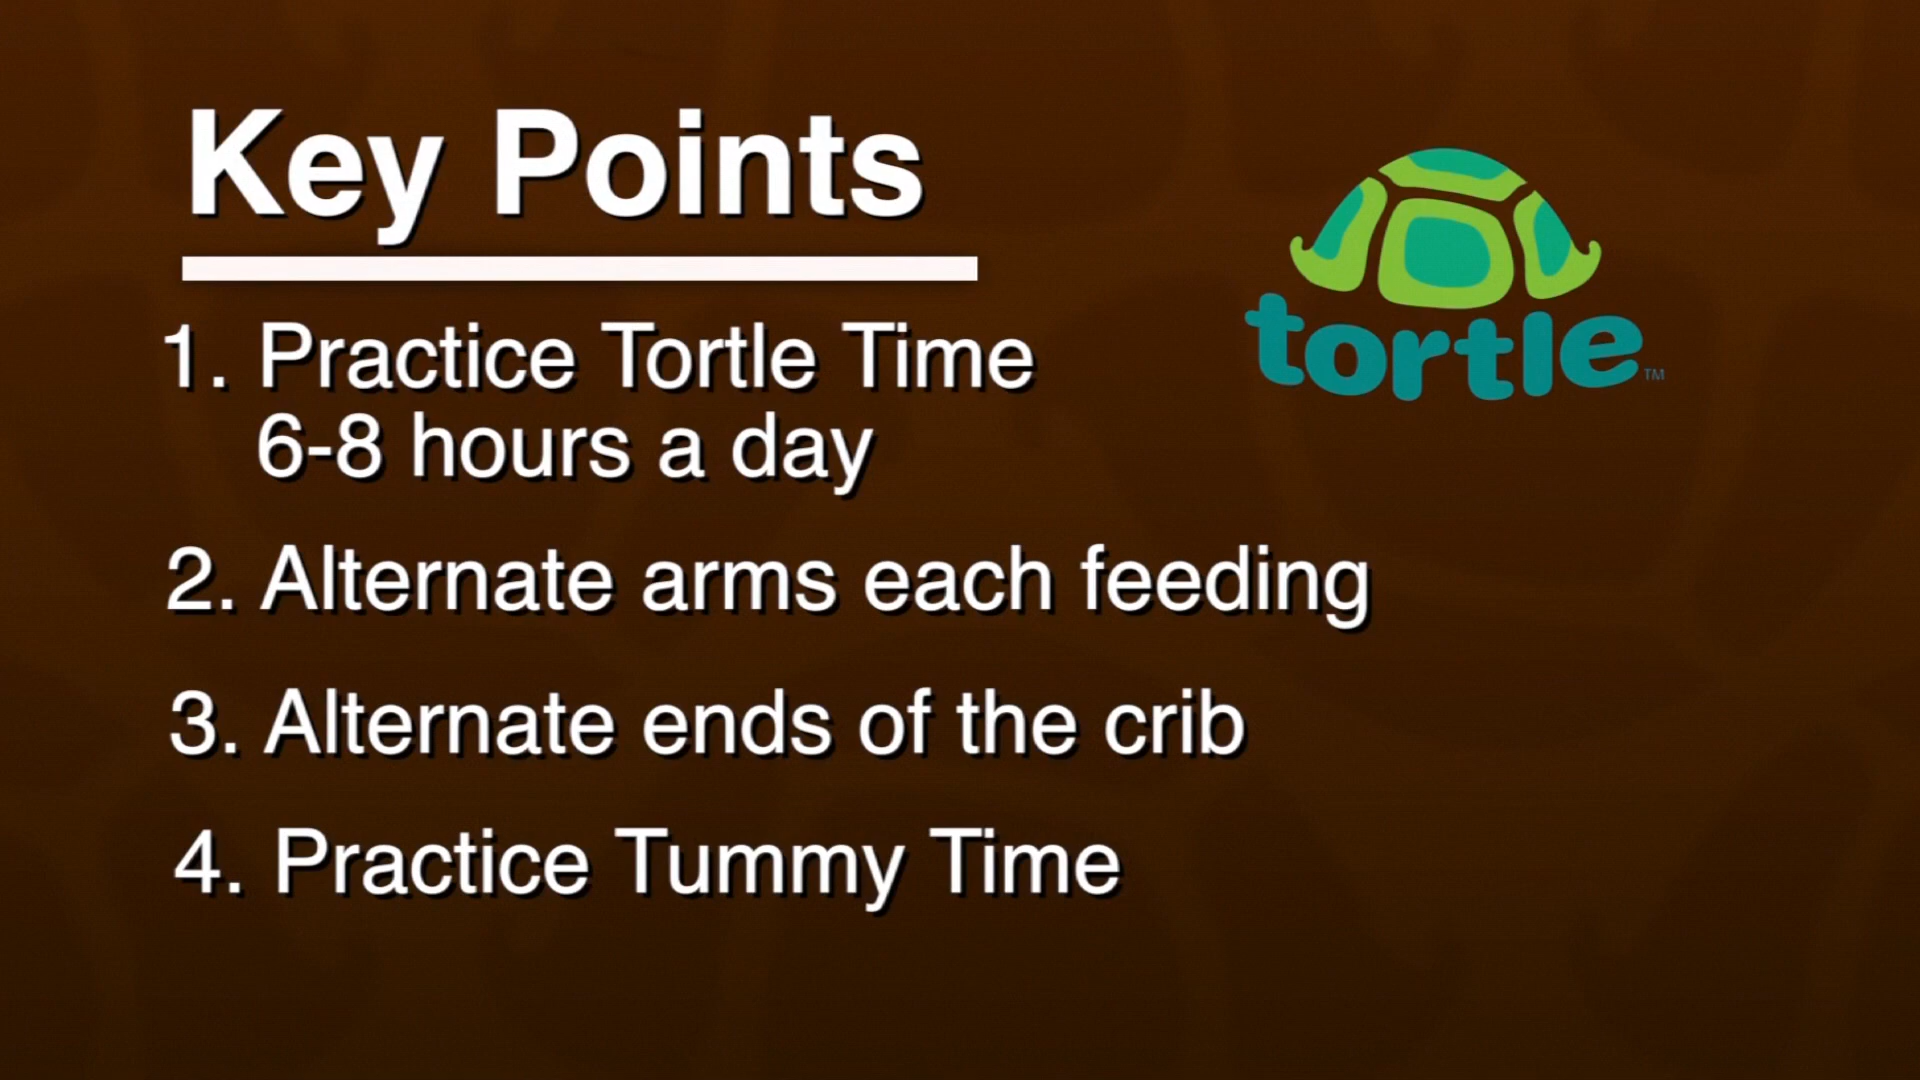 Key Points
1. Practice Tortle Time
6-8 hours a day
2. Alternate arms each feeding
3. Alternate ends of the crib
4. Practice Tummy Time
tortle™